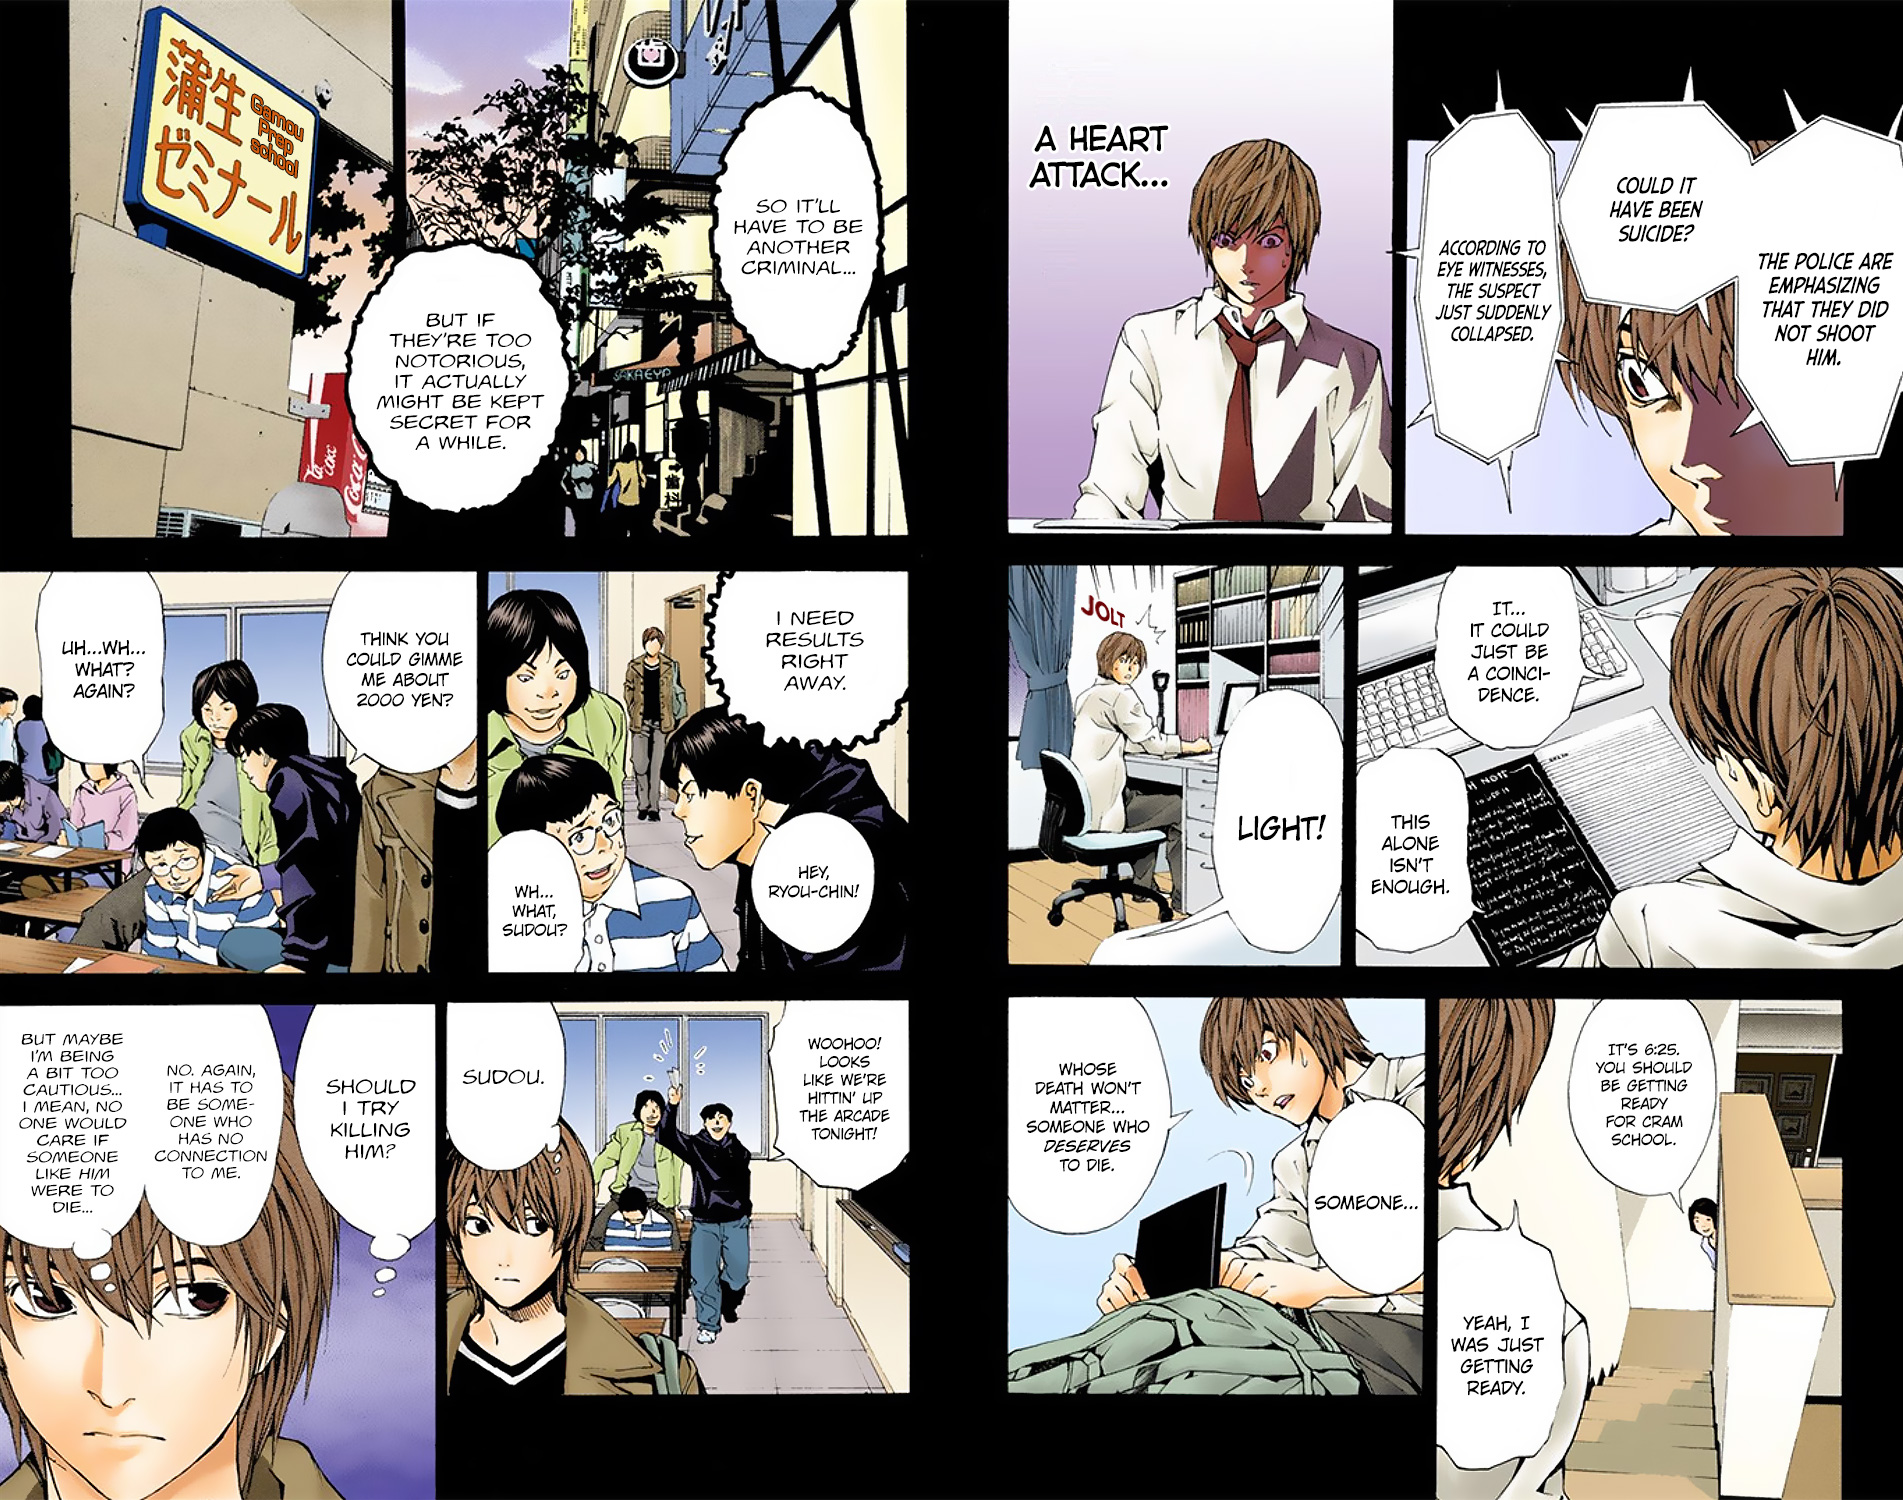 THE POLICE ARE
EMPHASIZING
THAT THEY DID
NOT SHOOT
HIM.
COULD IT
HAVE BEEN
SUICIDE?
ACCORDING TO
EYE WITNESSES,
THE SUSPECT
JUST SUDDENLY
COLLAPSED.
A HEART
ATTACK...
IT...
IT COULD
JUST BE
A COINCI-
DENCE.
THIS
ALONE
ISN'T
ENOUGH.
JOLT
LIGHT!
IT'S 6:25.
YOU SHOULD
BE GETTING
READY
FOR CRAM
SCHOOL.
YEAH, I
WAS JUST
GETTING
READY.
SOMEONE...
WHOSE
DEATH WON'T
MATTER...
SOMEONE WHO
DESERVES
TO DIE.
SO IT'LL
HAVE TO BE
ANOTHER
CRIMINAL...
BUT IF
THEY'RE TOO
NOTORIOUS,
IT ACTUALLY
MIGHT BE KEPT
SECRET FOR
A WHILE.
歯
SAKAEYA
歯科
蒲生
ゼミナール
Gamou
Prep
school
Coca-Cola
I NEED
RESULTS
RIGHT
AWAY.
HEY,
RYOU-CHIN!
WH...
WHAT,
SUDOU?
THINK YOU
COULD GIMME
ME ABOUT
2000 YEN?
UH...WH...
WHAT?
AGAIN?
WOOHOO!
LOOKS
LIKE WE'RE
HITTIN' UP
THE ARCADE
TONIGHT!
SUDOU.
SHOULD
I TRY
KILLING
HIM?
NO. AGAIN,
IT HAS TO
BE SOME-
ONE WHO
HAS NO
CONNECTION
TO ME.
BUT MAYBE
I'M BEING
A BIT TOO
CAUTIOUS...
I MEAN, NO
ONE WOULD
CARE IF
SOMEONE
LIKE HIM
WERE TO
DIE...